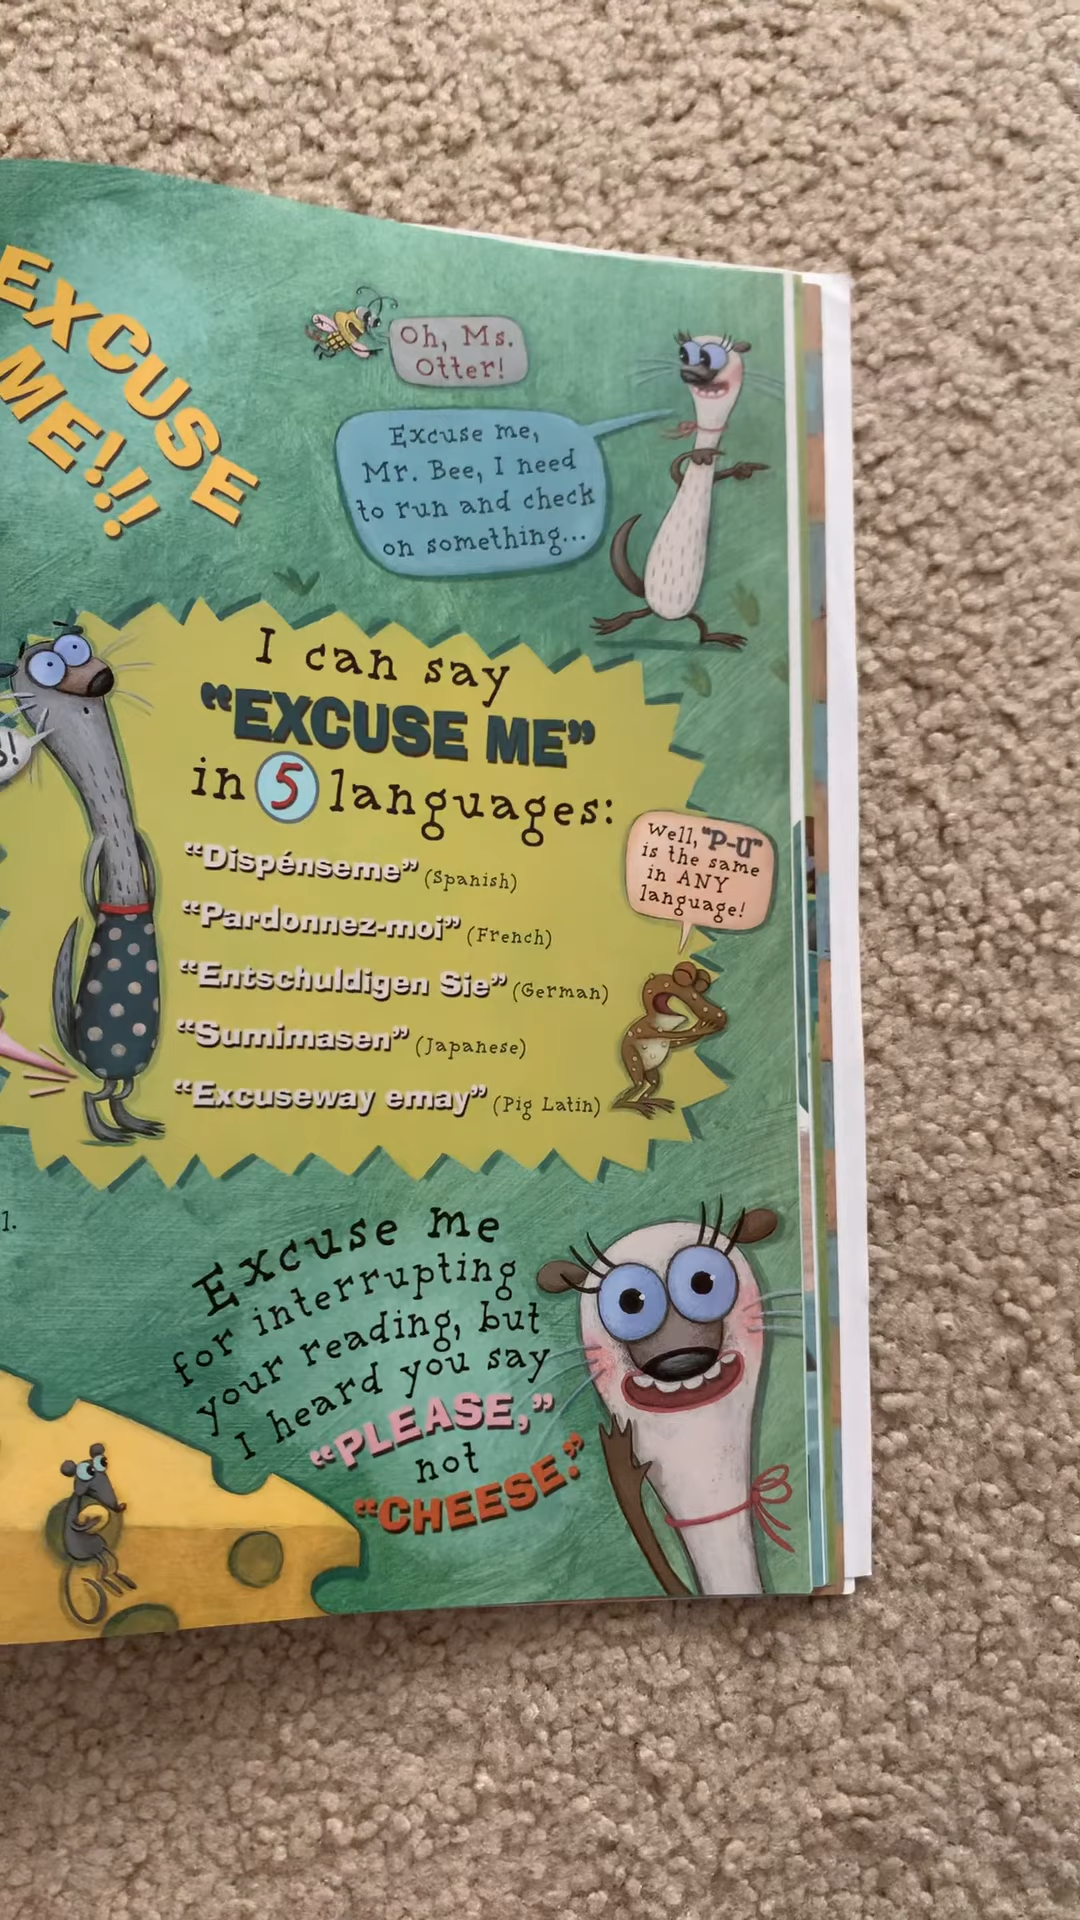 EXCUSE
ME!!!
Oh, Ms.
Otter!
Excuse me,
Mr. Bee, I need
to run and check
on something...
I can say
“EXCUSE ME”
in 5 languages:
“Dispénseme” (Spanish)
“Pardonnez-moi” (French)
“Entschuldigen Sie” (German)
“Sumimasen” (Japanese)
“Excuseway emay” (Pig Latin)
Well, “P-U”
is the same
in ANY
language!
Excuse me
for interrupting
your reading, but
I heard you say
“PLEASE,”
not
“CHEESE.”